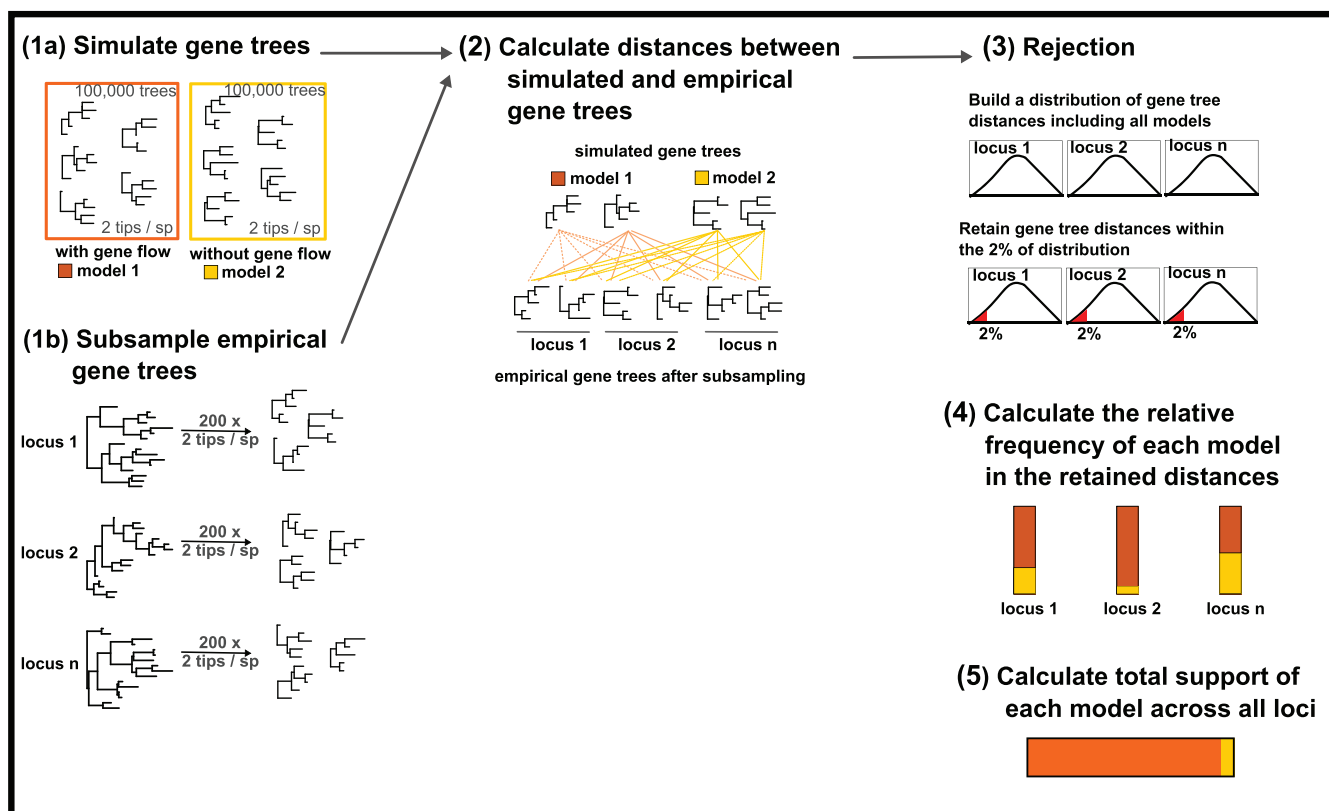 (1a) Simulate gene trees
100,000 trees
100,000 trees
2 tips / sp
2 tips / sp
with gene flow
without gene flow
model 1
model 2
(1b) Subsample empirical
gene trees
locus 1
200 x
2 tips / sp
locus 2
200 x
2 tips / sp
locus n
200 x
2 tips / sp
(2) Calculate distances between
simulated and empirical
gene trees
simulated gene trees
model 1
model 2
locus 1
locus 2
locus n
empirical gene trees after subsampling
(3) Rejection
Build a distribution of gene tree
distances including all models
locus 1
locus 2
locus n
Retain gene tree distances within
the 2% of distribution
locus 1
locus 2
locus n
2%
2%
2%
(4) Calculate the relative
frequency of each model
in the retained distances
locus 1
locus 2
locus n
(5) Calculate total support of
each model across all loci